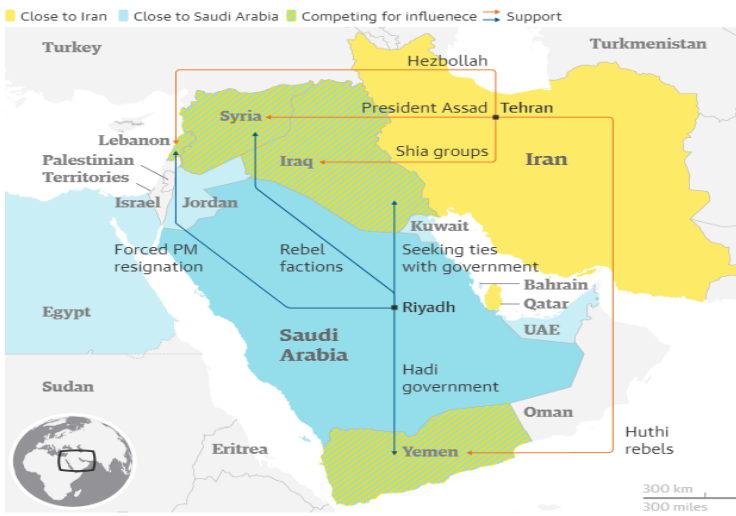 Close to Iran Close to Saudi Arabia Competing for influenece Support
Turkey
Turkmenistan
Hezbollah
President Assad
Tehran
Syria
Lebanon
Shia groups
Iraq
Iran
Palestinian
Territories
Israel
Jordan
Kuwait
Forced PM
resignation
Rebel
factions
Seeking ties
with government
Bahrain
Qatar
Egypt
Riyadh
UAE
Saudi
Arabia
Hadi
government
Sudan
Oman
Huthi
rebels
Eritrea
Yemen
300 km
300 miles